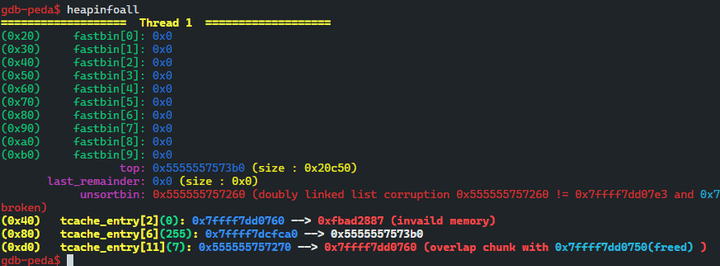 gdb-peda$ heapinfoall
===================  Thread 1  ===================
(0x20)     fastbin[0]: 0x0
(0x30)     fastbin[1]: 0x0
(0x40)     fastbin[2]: 0x0
(0x50)     fastbin[3]: 0x0
(0x60)     fastbin[4]: 0x0
(0x70)     fastbin[5]: 0x0
(0x80)     fastbin[6]: 0x0
(0x90)     fastbin[7]: 0x0
(0xa0)     fastbin[8]: 0x0
(0xb0)     fastbin[9]: 0x0
top: 0x5555557573b0 (size : 0x20c50)
last_remainder: 0x0 (size : 0x0)
unsortbin: 0x555555757260 (doubly linked list corruption 0x555555757260 != 0x7ffff7dd07e3 and 0x7
broken)
(0x40)   tcache_entry[2](0): 0x7ffff7dd0760 --> 0xfbad2887 (invaild memory)
(0x80)   tcache_entry[6](255): 0x7ffff7dcfca0 --> 0x5555557573b0
(0xd0)   tcache_entry[11](7): 0x555555757270 --> 0x7ffff7dd0760 (overlap chunk with 0x7ffff7dd0750(freed) )
gdb-peda$